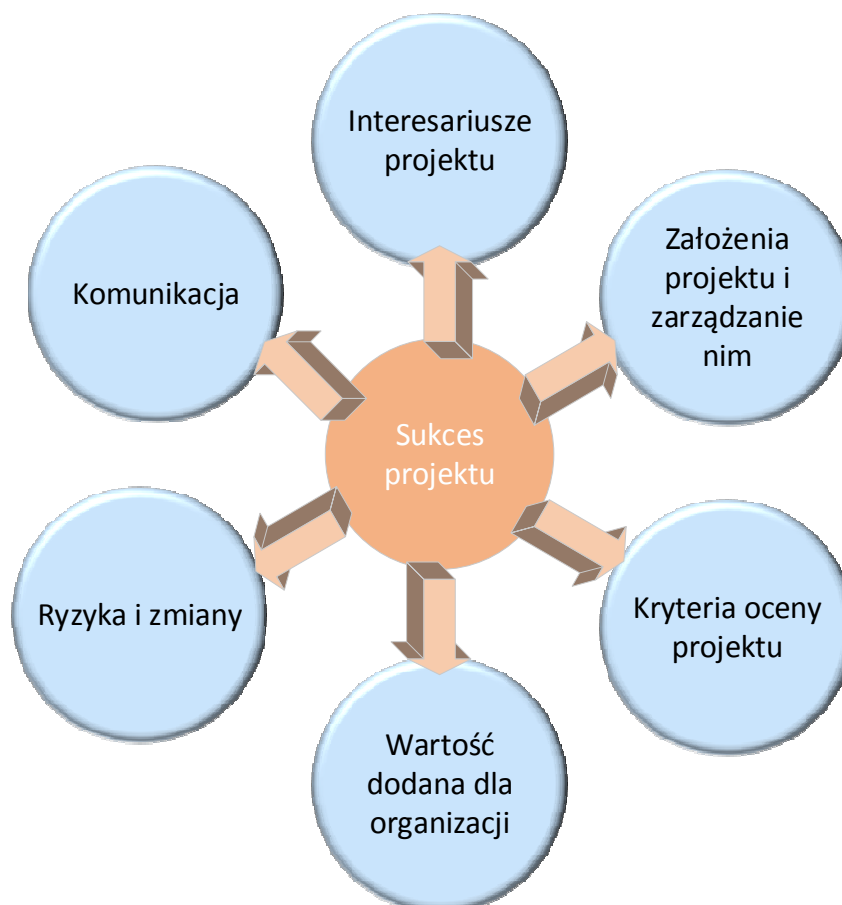 Interesariusze
projektu
Założenia
projektu i
zarządzanie
nim
Komunikacja
Sukces
projektu
Kryteria oceny
projektu
Ryzyka i zmiany
Wartość
dodana dla
organizacji